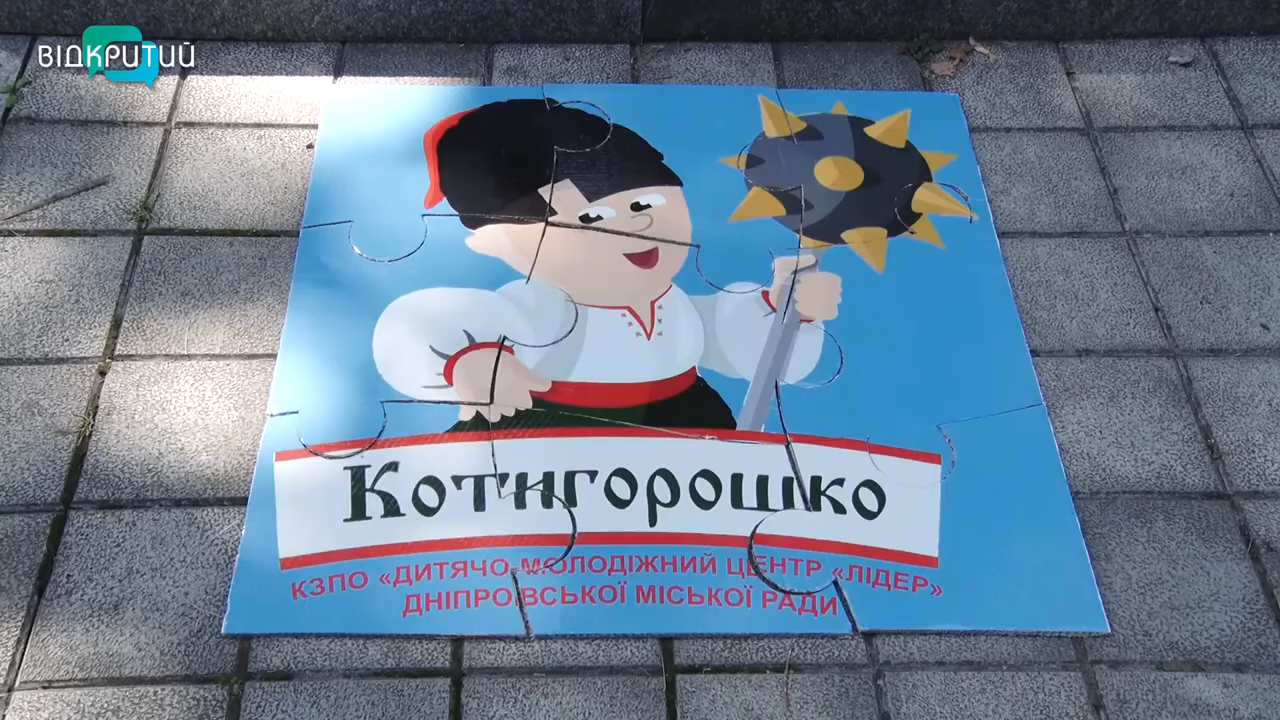 ВІДКРИТИЙ
Котигорошко
КЗПО «ДИТЯЧО-МОЛОДІЖНИЙ ЦЕНТР «ЛІДЕР»
ДНІПРОВСЬКОЇ МІСЬКОЇ РАДИ